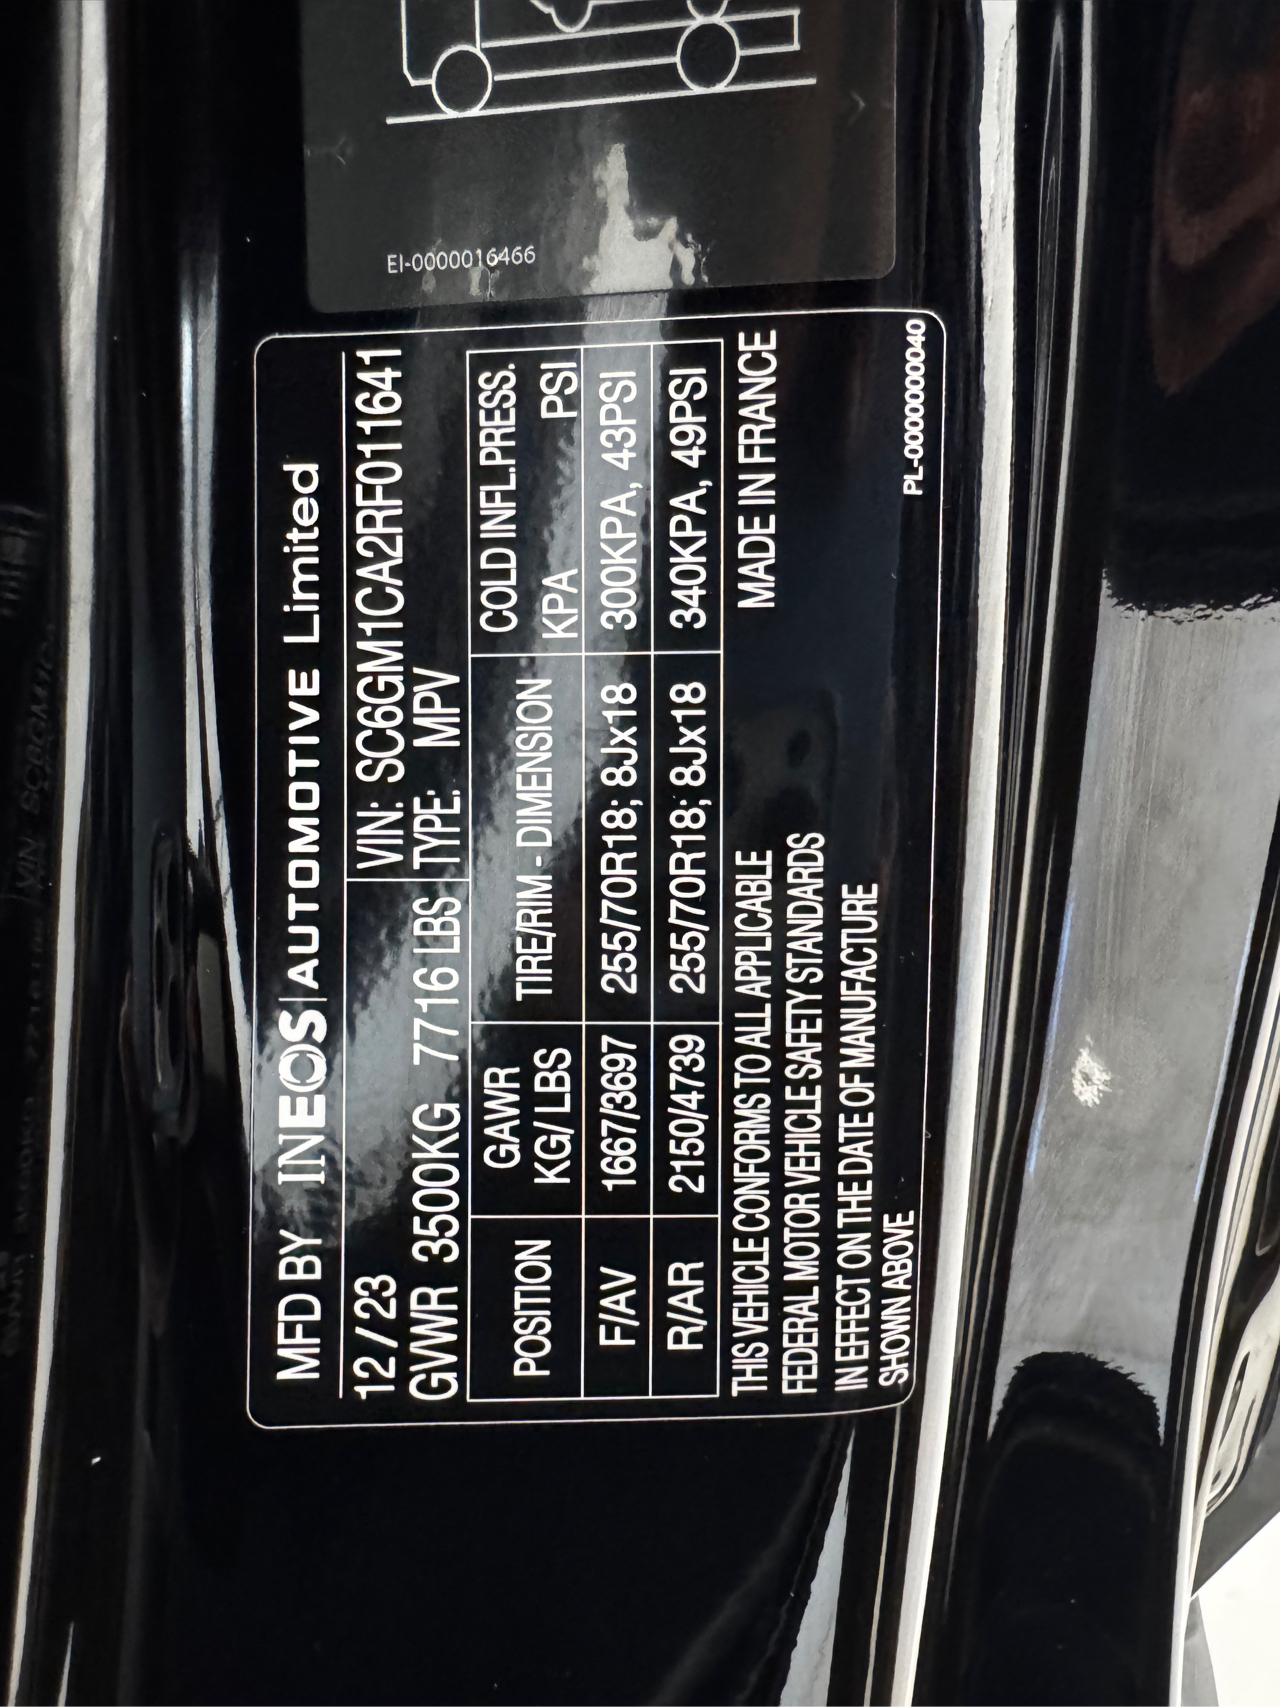 EI-0000016466
MFD BY INEOS | AUTOMOTIVE Limited
12 / 23 VIN: SC6GM1CA2RF011641
GVWR 3500KG 7716 LBS TYPE: MPV
POSITION GAWR KG/ LBS TIRE/RIM - DIMENSION COLD INFL.PRESS. KPA PSI
F/AV 1667/3697 255/70R18; 8Jx18 300KPA, 43PSI
R/AR 2150/4739 255/70R18; 8Jx18 340KPA, 49PSI
THIS VEHICLE CONFORMS TO ALL APPLICABLE
FEDERAL MOTOR VEHICLE SAFETY STANDARDS
IN EFFECT ON THE DATE OF MANUFACTURE
SHOWN ABOVE
MADE IN FRANCE
PL-0000000040